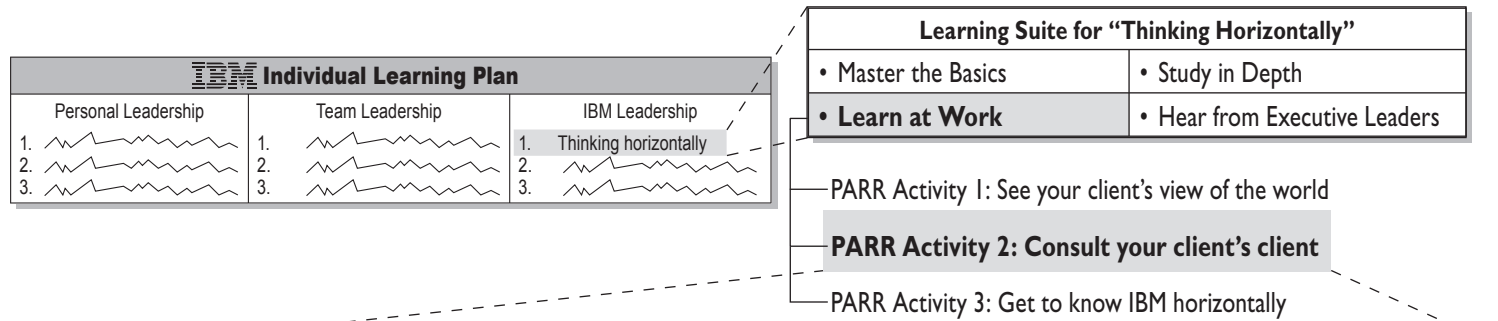 IBM Individual Learning Plan
Personal Leadership
1.
2.
3.
Team Leadership
1.
2.
3.
IBM Leadership
1. Thinking horizontally
2.
3.
Learning Suite for “Thinking Horizontally”
• Master the Basics
• Study in Depth
• Learn at Work
• Hear from Executive Leaders
PARR Activity 1: See your client’s view of the world
PARR Activity 2: Consult your client’s client
PARR Activity 3: Get to know IBM horizontally